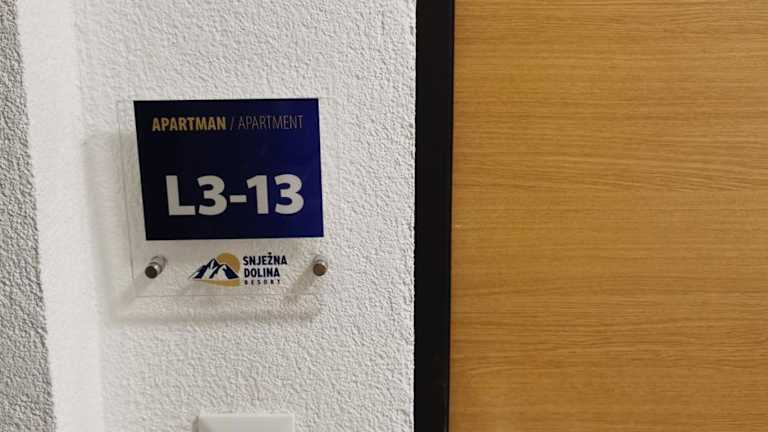 APARTMAN / APARTMENT
L3-13
SNJEŽNA
DOLINA
RESORT